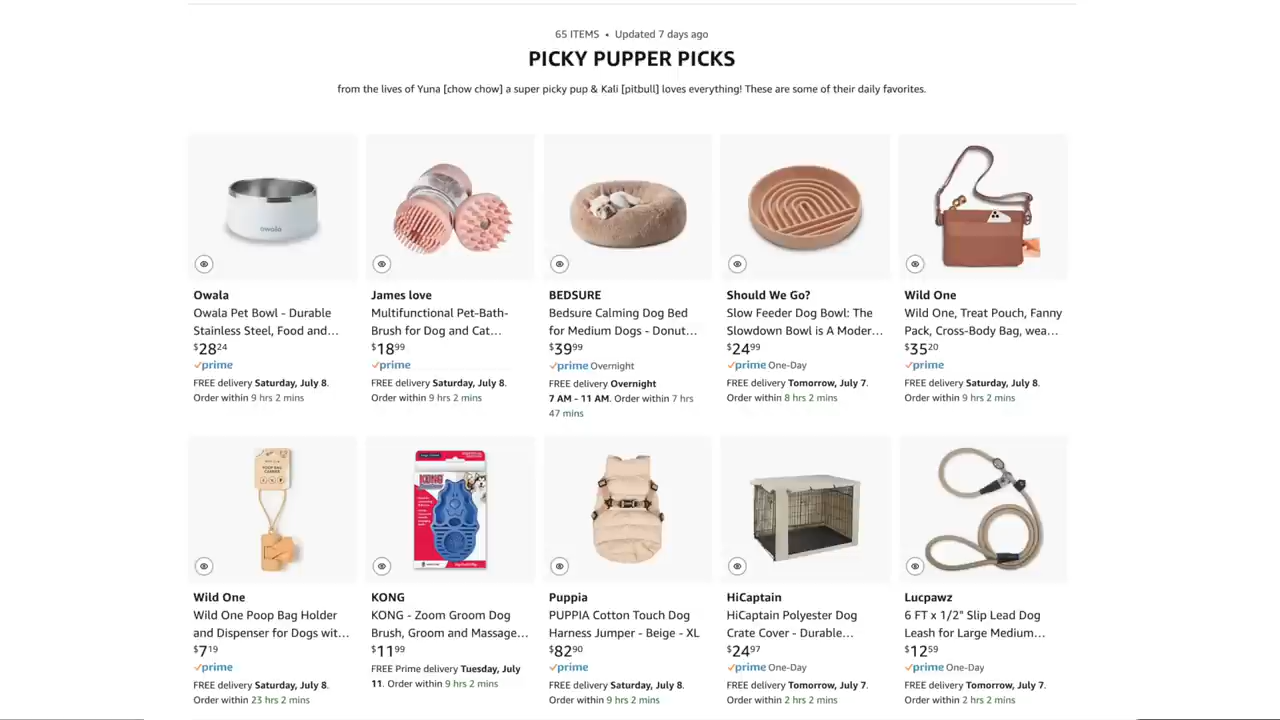 65 ITEMS • Updated 7 days ago
PICKY PUPPER PICKS
from the lives of Yuna [chow chow] a super picky pup & Kali [pitbull] loves everything! These are some of their daily favorites.
owala
Owala
Owala Pet Bowl - Durable
Stainless Steel, Food and...
$28 24
prime
FREE delivery Saturday, July 8.
Order within 9 hrs 2 mins
James love
Multifunctional Pet-Bath-
Brush for Dog and Cat...
$18 99
prime
FREE delivery Saturday, July 8.
Order within 9 hrs 2 mins
BEDSURE
Bedsure Calming Dog Bed
for Medium Dogs - Donut...
$39 99
prime Overnight
FREE delivery Overnight
7 AM - 11 AM. Order within 7 hrs
47 mins
Should We Go?
Slow Feeder Dog Bowl: The
Slowdown Bowl is A Moder...
$24 99
prime One-Day
FREE delivery Tomorrow, July 7.
Order within 8 hrs 2 mins
Wild One
Wild One, Treat Pouch, Fanny
Pack, Cross-Body Bag, wea...
$35 20
prime
FREE delivery Saturday, July 8.
Order within 9 hrs 2 mins
POOP BAG
CARRIER
Wild One
Wild One Poop Bag Holder
and Dispenser for Dogs wit...
$7 19
prime
FREE delivery Saturday, July 8.
Order within 23 hrs 2 mins
KONG
KONG
KONG - Zoom Groom Dog
Brush, Groom and Massage...
$11 99
FREE Prime delivery Tuesday, July
11. Order within 9 hrs 2 mins
Puppia
PUPPIA Cotton Touch Dog
Harness Jumper - Beige - XL
$82 90
prime
FREE delivery Saturday, July 8.
Order within 9 hrs 2 mins
HiCaptain
HiCaptain Polyester Dog
Crate Cover - Durable...
$24 97
prime One-Day
FREE delivery Tomorrow, July 7.
Order within 2 hrs 2 mins
Lucpawz
6 FT x 1/2" Slip Lead Dog
Leash for Large Medium...
$12 59
prime One-Day
FREE delivery Tomorrow, July 7.
Order within 2 hrs 2 mins